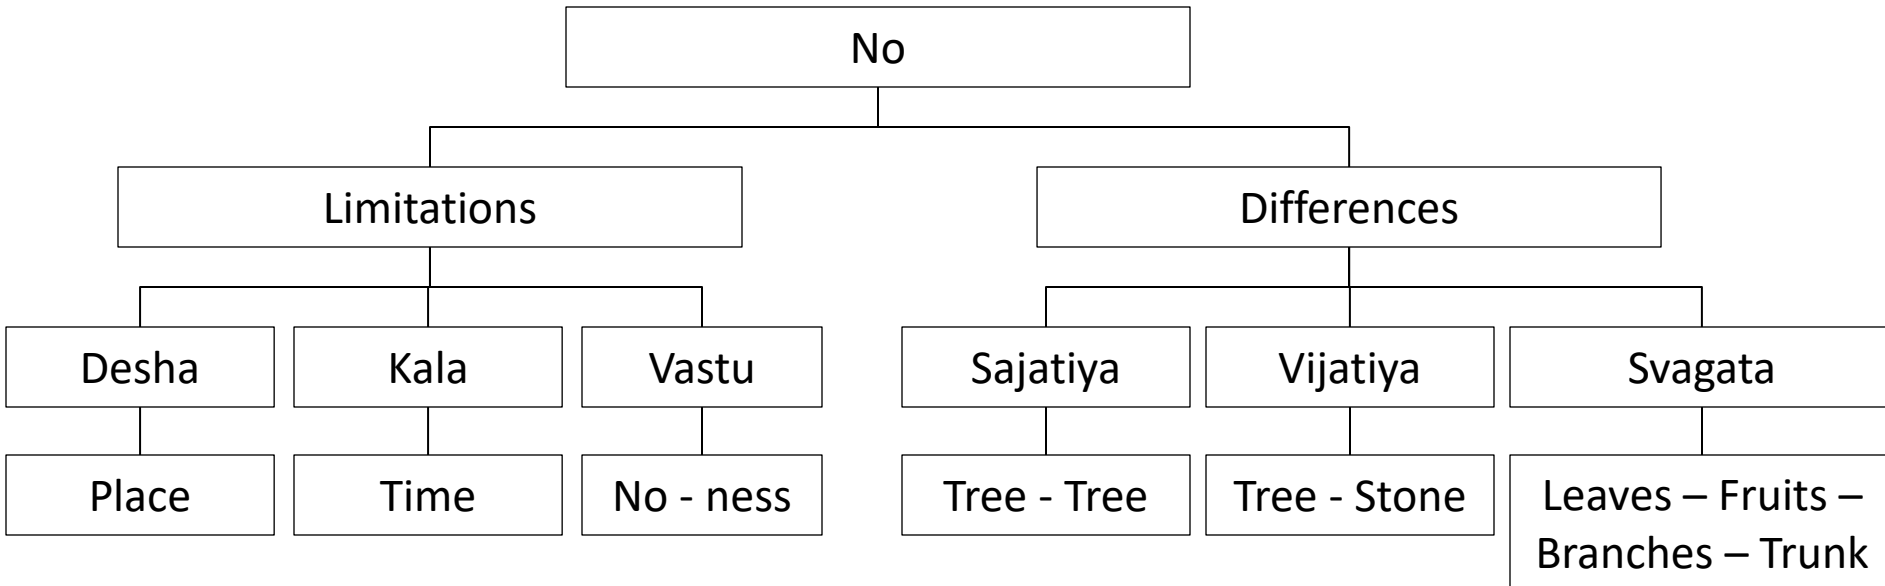 No
Limitations
Differences
Desha
Kala
Vastu
Sajatiya
Vijatiya
Svagata
Place
Time
No - ness
Tree - Tree
Tree - Stone
Leaves – Fruits –
Branches – Trunk